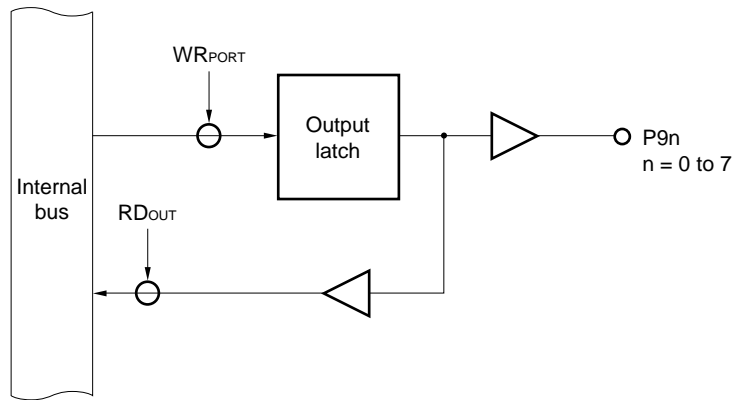 WRPORT
Output
latch
P9n
n = 0 to 7
Internal
bus
RDOUT